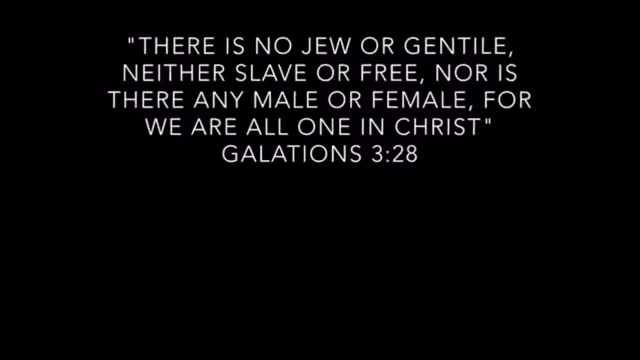 "THERE IS NO JEW OR GENTILE,
NEITHER SLAVE OR FREE, NOR IS
THERE ANY MALE OR FEMALE, FOR
WE ARE ALL ONE IN CHRIST"
GALATIONS 3:28